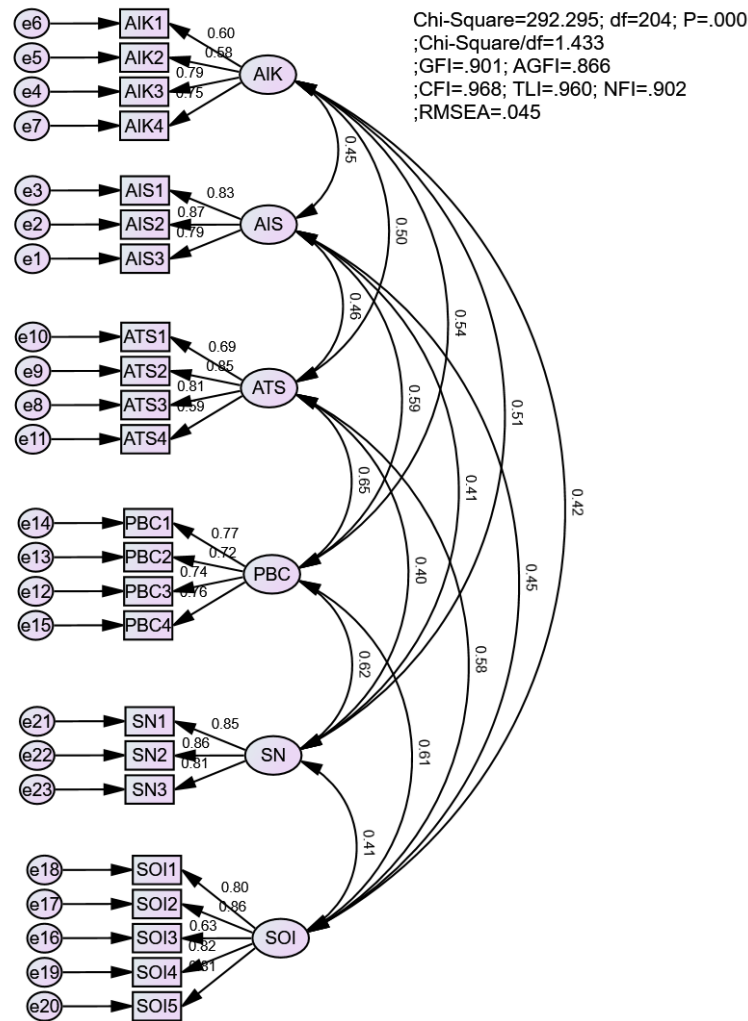 Chi-Square=292.295; df=204; P=.000
;Chi-Square/df=1.433
;GFI=.901; AGFI=.866
;CFI=.968; TLI=.960; NFI=.902
;RMSEA=.045
e6 AIK1 0.60
e5 AIK2 0.58
e4 AIK3 0.79
e7 AIK4 0.75
AIK
0.45
e3 AIS1 0.83
e2 AIS2 0.87
e1 AIS3 0.79
AIS
0.50
0.46
0.54
e10 ATS1 0.69
e9 ATS2 0.85
e8 ATS3 0.81
e11 ATS4 0.59
ATS
0.59
0.51
0.65
0.41
0.42
e14 PBC1 0.77
e13 PBC2 0.72
e12 PBC3 0.74
e15 PBC4 0.76
PBC
0.40
0.45
0.62
0.58
e21 SN1 0.85
e22 SN2 0.86
e23 SN3 0.81
SN
0.61
0.41
e18 SOI1 0.80
e17 SOI2 0.86
e16 SOI3 0.63
e19 SOI4 0.82
e20 SOI5 0.81
SOI